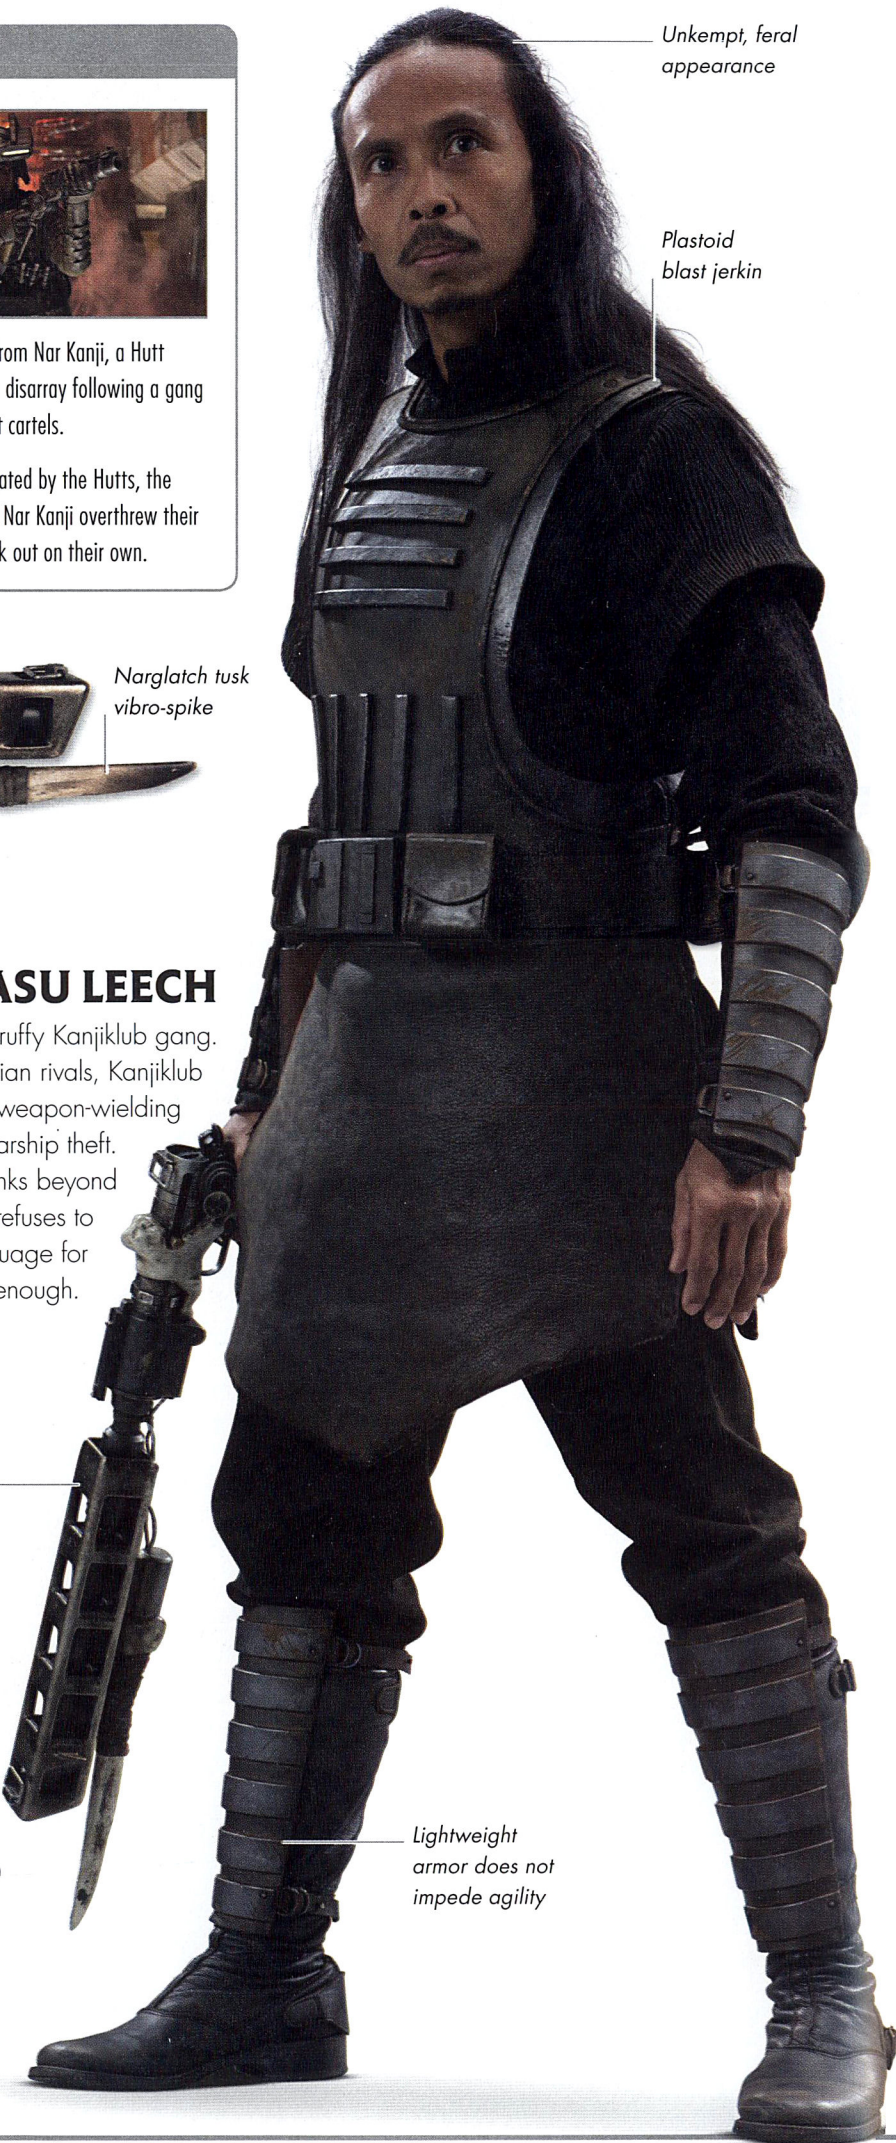 Unkempt, feral
appearance
Plastoid
blast jerkin
rom Nar Kanji, a Hutt
disarray following a gang
t cartels.
ated by the Hutts, the
Nar Kanji overthrew their
k out on their own.
Narglatch tusk
vibro-spike
ASU LEECH
ruffy Kanjiklub gang.
ian rivals, Kanjiklub
weapon-wielding
arship theft.
nks beyond
refuses to
uage for
enough.
Lightweight
armor does not
impede agility